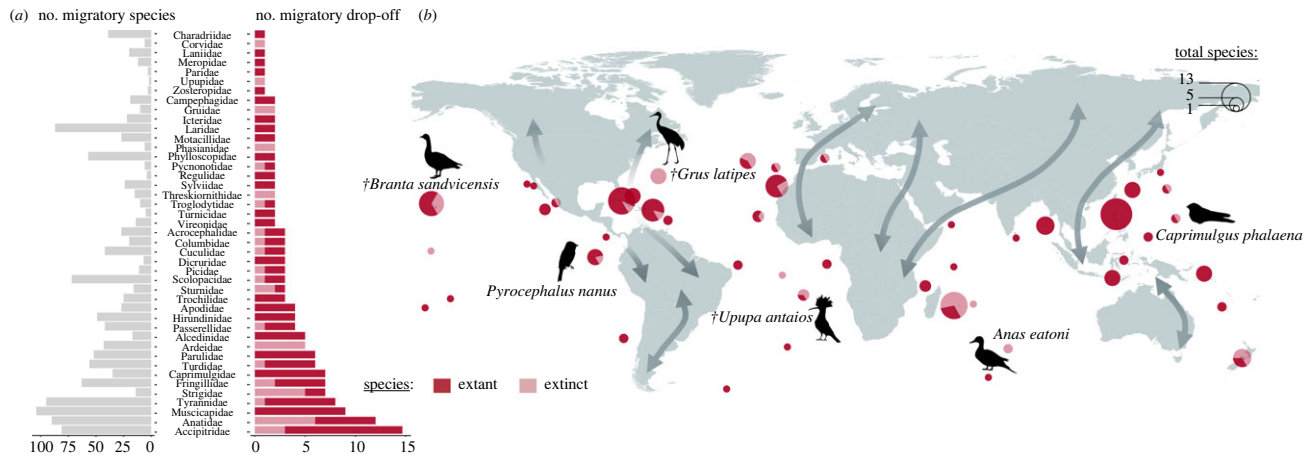 (a) no. migratory species no. migratory drop-off (b)
Charadriidae
Corvidae
Laniidae
Meropidae
Paridae
Upupidae
Zosteropidae
Campephagidae
Gruidae
Icteridae
Laridae
Motacillidae
Phasianidae
Phylloscopidae
Pycnonotidae
Regulidae
Sylviidae
Threskiornithidae
Troglodytidae
Turnicidae
Vireonidae
Acrocephalidae
Columbidae
Cuculidae
Dicruridae
Picidae
Scolopacidae
Sturnidae
Trochilidae
Apodidae
Hirundinidae
Passerellidae
Alcedinidae
Ardeidae
Parulidae
Turdidae
Caprimulgidae
Fringillidae
Strigidae
Tyrannidae
Muscicapidae
Anatidae
Accipitridae
100 75 50 25 0
0 5 10 15
total species:
13
5
1
†Branta sandvicensis
†Grus latipes
Pyrocephalus nanus
†Upupa antaios
Caprimulgus phalaena
Anas eatoni
species: extant extinct